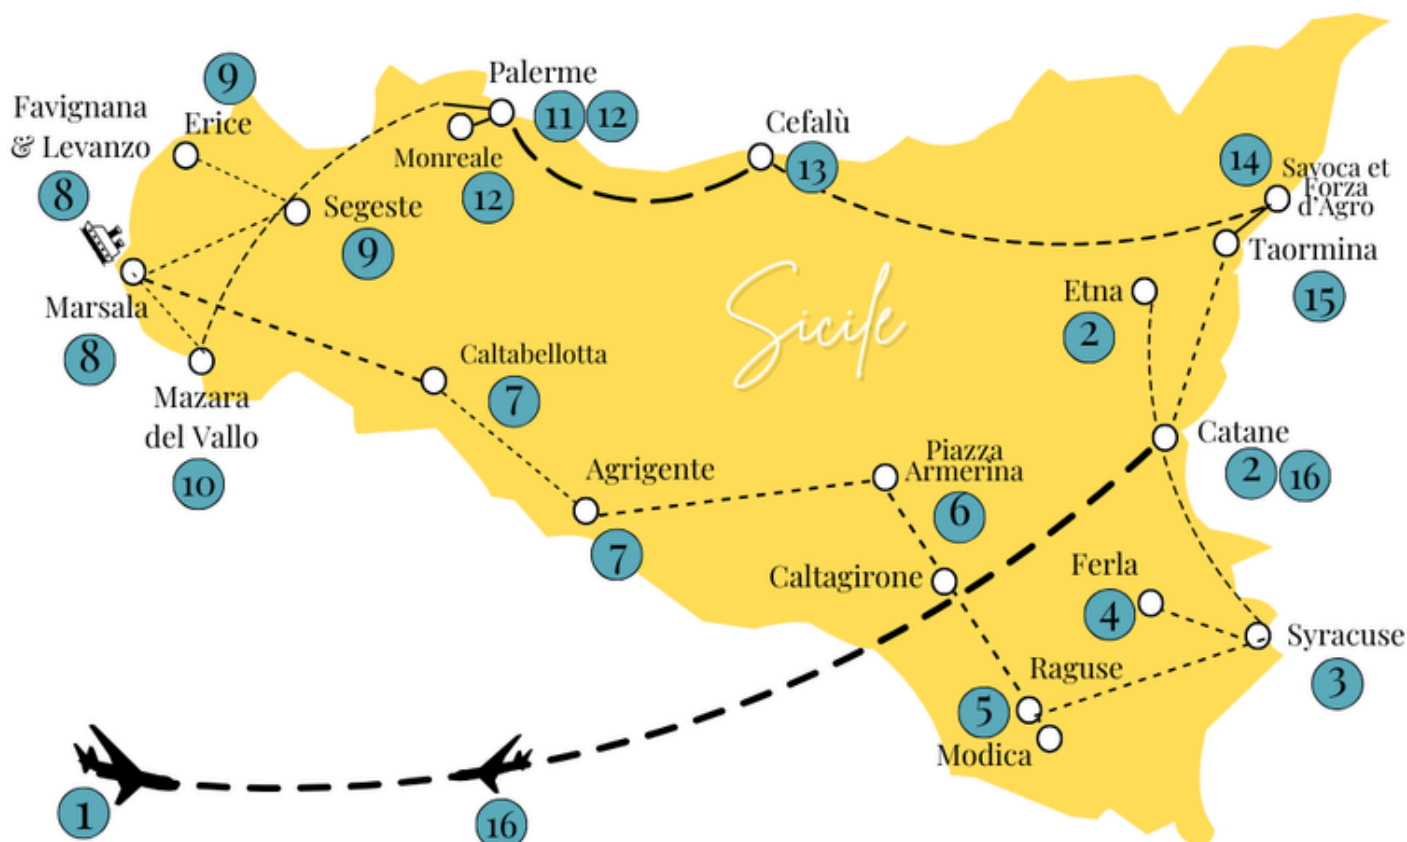 Palerme
11 12
9
Favignana
& Levanzo
8
Erice
Monreale
12
Cefalù
13
14
Savoca et
Forza
d'Agro
Segeste
9
Taormina
15
Marsala
8
Sicile
Etna
2
Caltabellotta
7
Mazara
del Vallo
10
Catane
2 16
Piazza
Armerina
6
Agrigente
7
Caltagirone
Ferla
4
Syracuse
3
Raguse
5
Modica
1
16